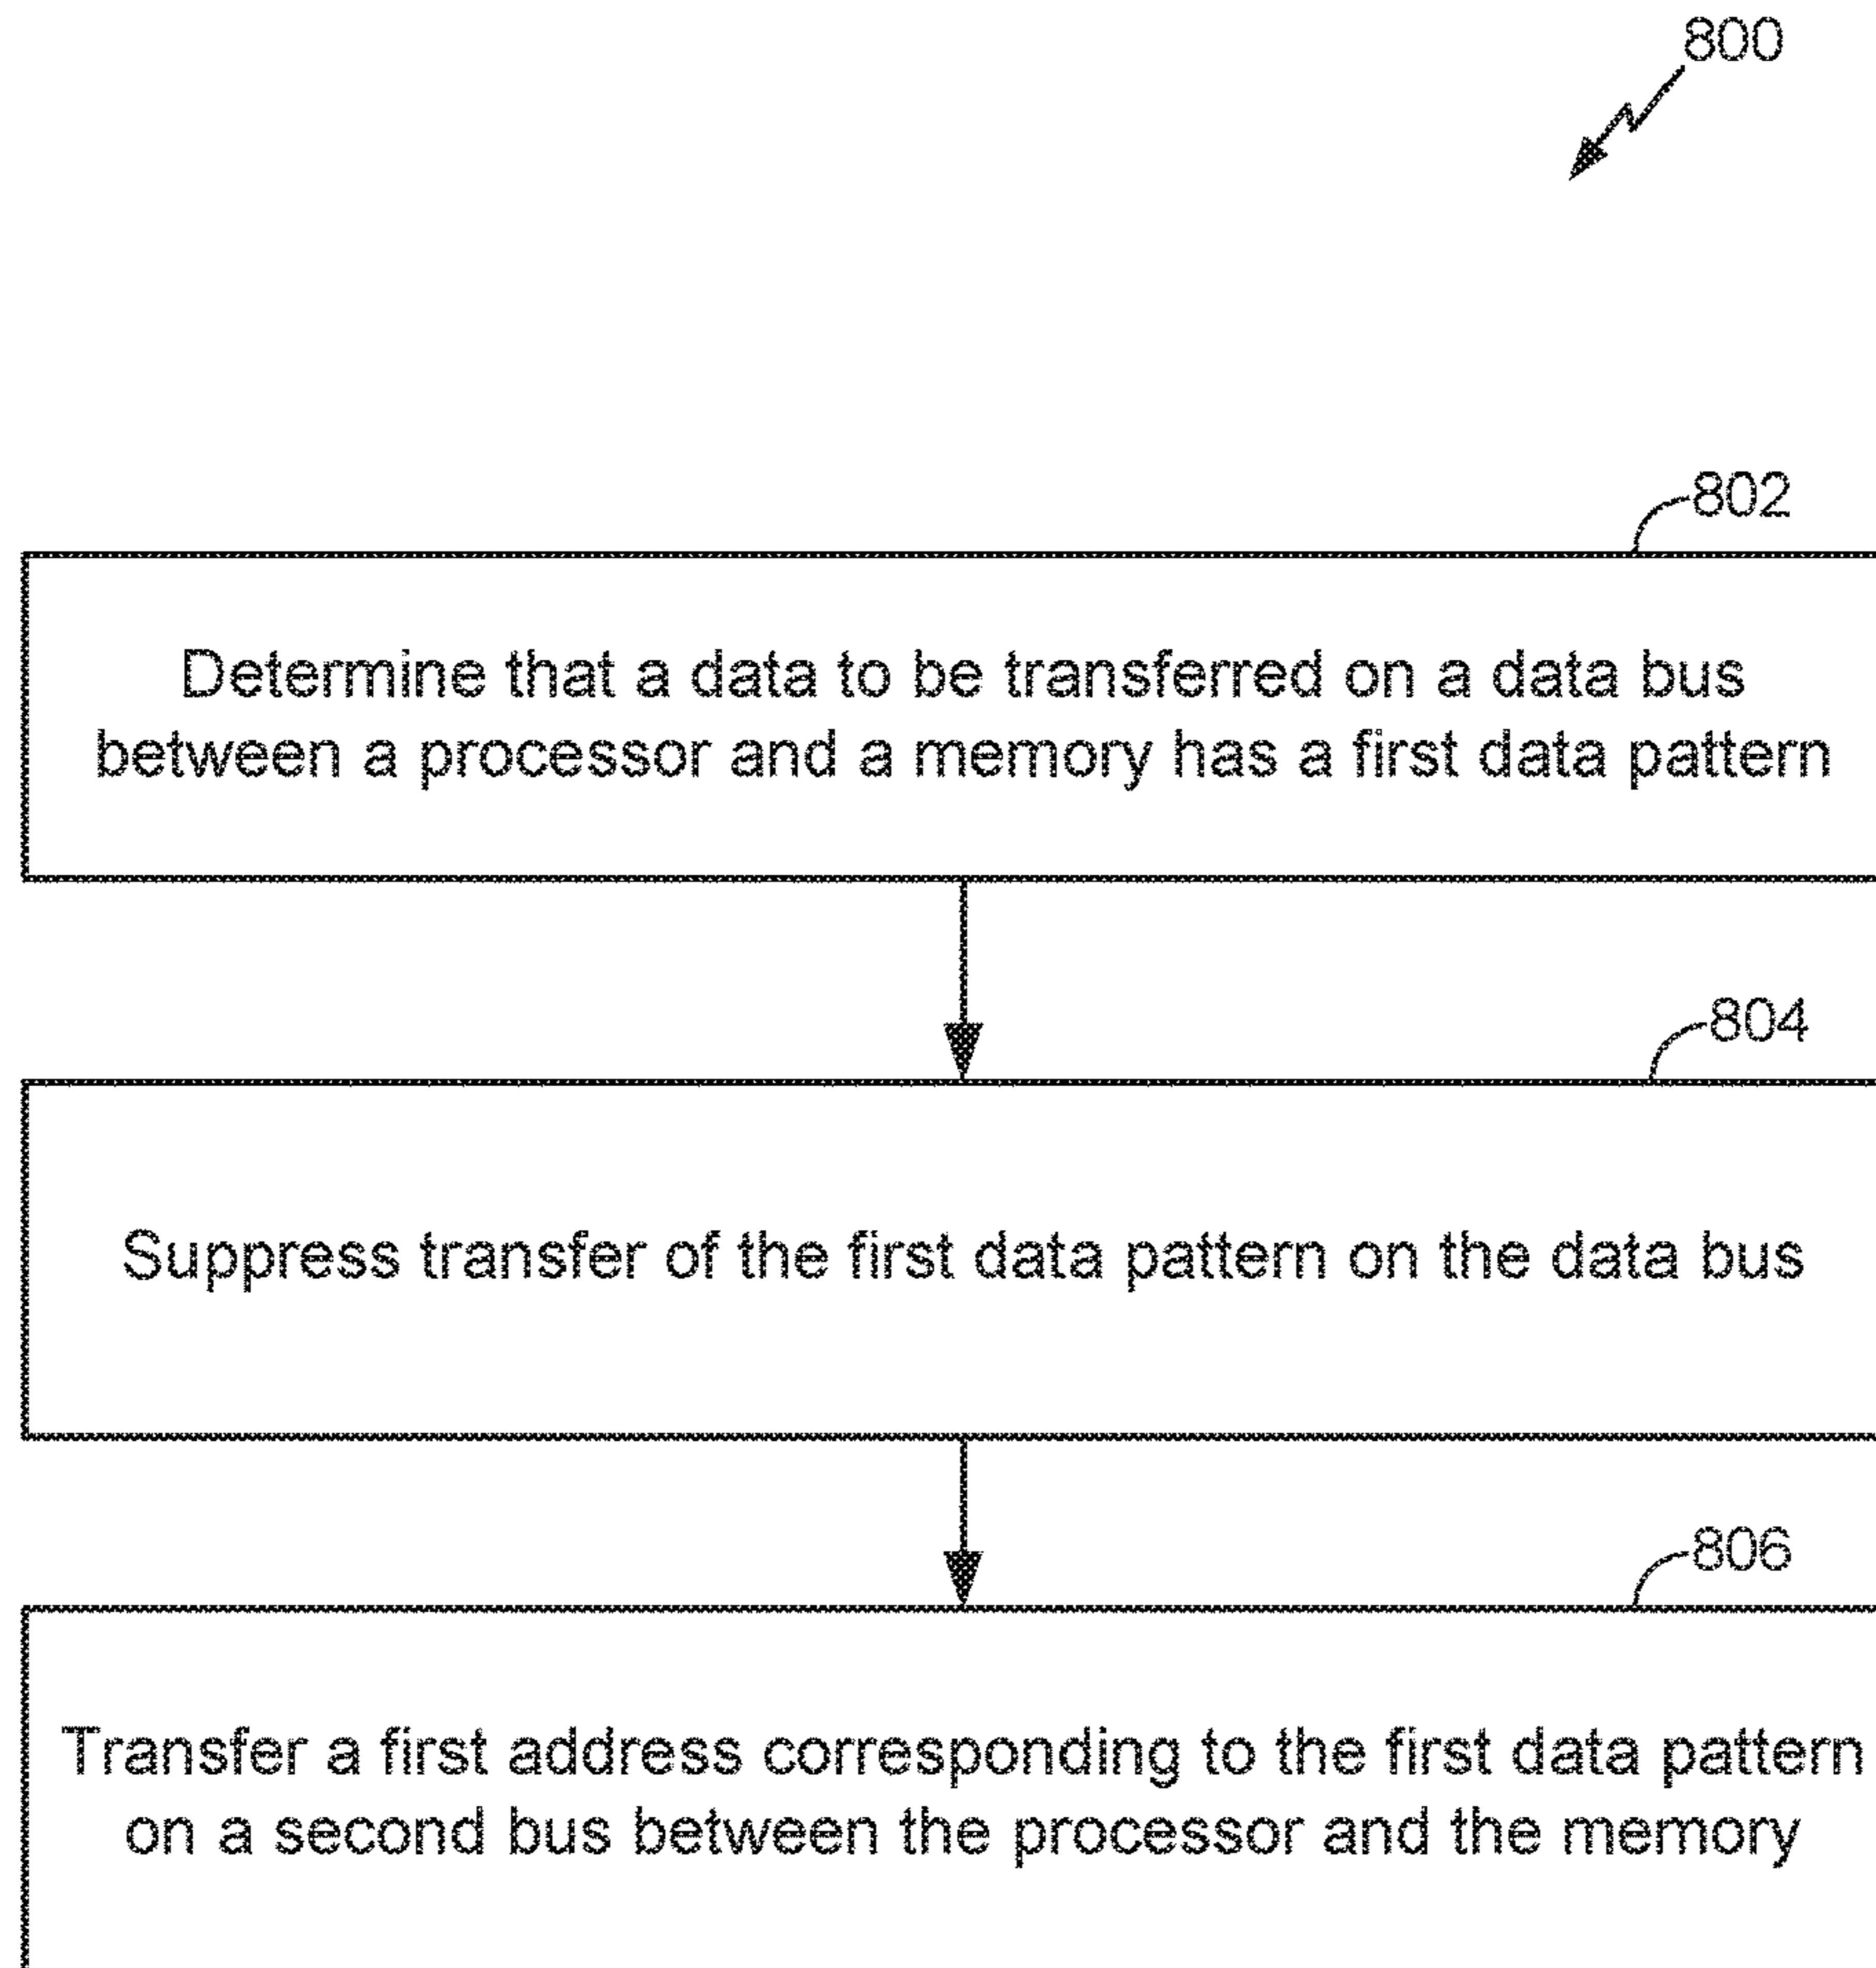 800
802
Determine that a data to be transferred on a data bus
between a processor and a memory has a first data pattern
804
Suppress transfer of the first data pattern on the data bus
806
Transfer a first address corresponding to the first data pattern
on a second bus between the processor and the memory